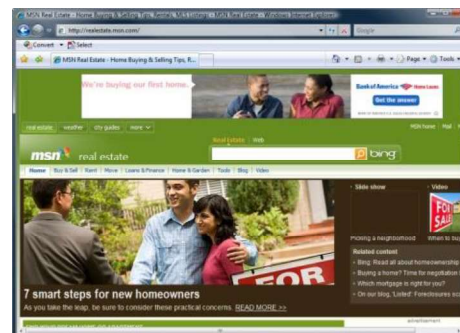 MSN Real Estate - Home Buying & Selling Tips, Rentals, MLS Listings - MSN Real Estate - Windows Internet Explorer
http://realestate.msn.com/
Google
Convert Select
MSN Real Estate - Home Buying & Selling Tips, R...
Page Tools
We're buying our first home.
Bank of America Home Loans
Get the answer
real estate weather city guides more
MSN home Mail
Real Estate Web
msn real estate
bing
Home Buy & Sell Rent Move Loans & Finance Home & Garden Tools Blog Video
Slide show
Video
FOR
SALE
Picking a neighborhood
When to bu
Related content
Bing: Read all about homeownership
Buying a home? Time for negotiation
Which mortgage is right for you?
On our blog, 'Listed': Foreclosures sc
FOR
7 smart steps for new homeowners
As you take the leap, be sure to consider these practical concerns. READ MORE >>
advertisement